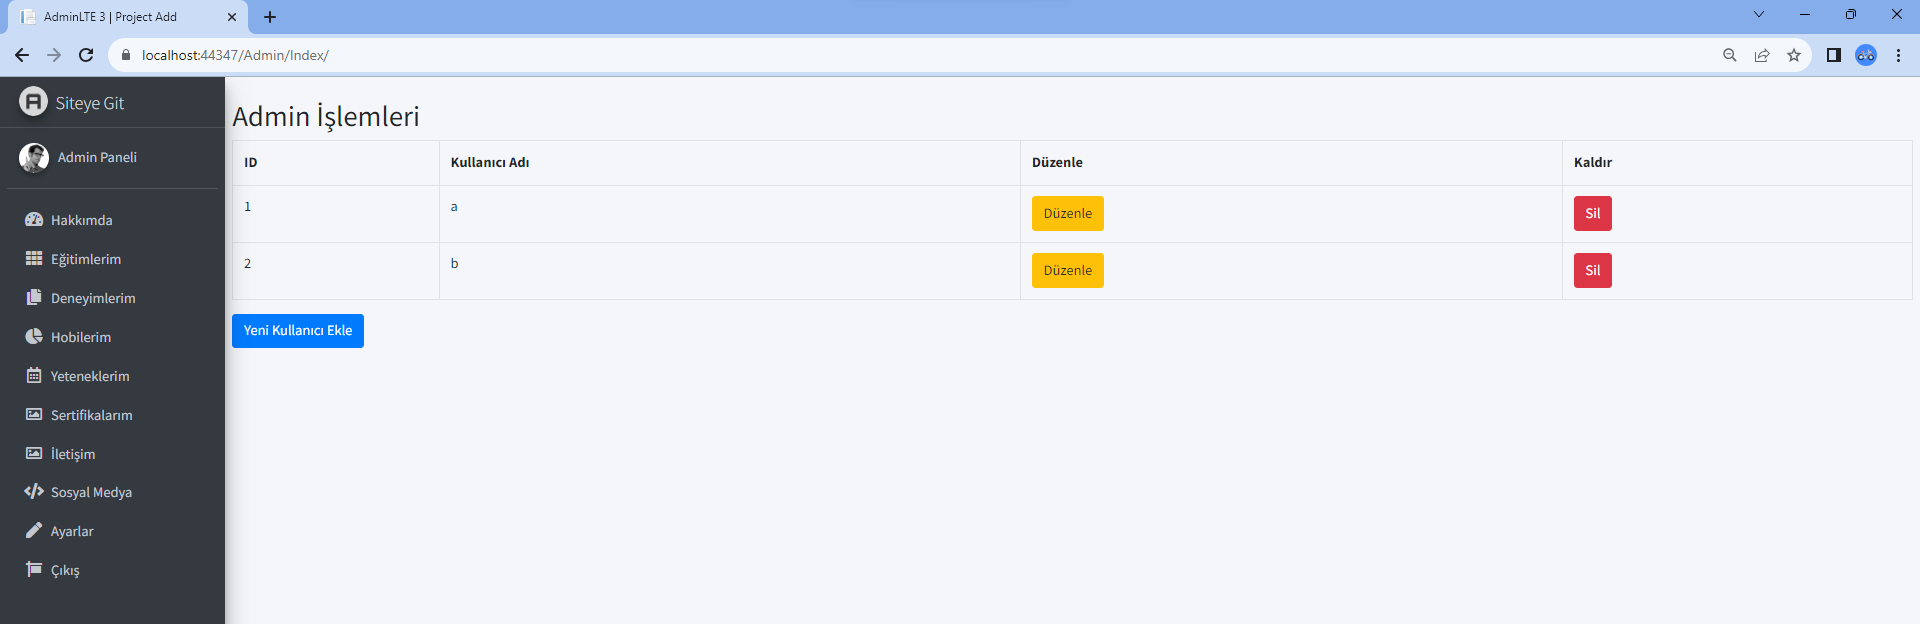 AdminLTE 3 | Project Add
localhost:44347/Admin/Index/
Siteye Git
Admin Paneli
Hakkımda
Eğitimlerim
Deneyimlerim
Hobilerim
Yeteneklerim
Sertifikalarım
İletişim
Sosyal Medya
Ayarlar
Çıkış
Admin İşlemleri
ID Kullanıcı Adı Düzenle Kaldır
1 a Düzenle Sil
2 b Düzenle Sil
Yeni Kullanıcı Ekle